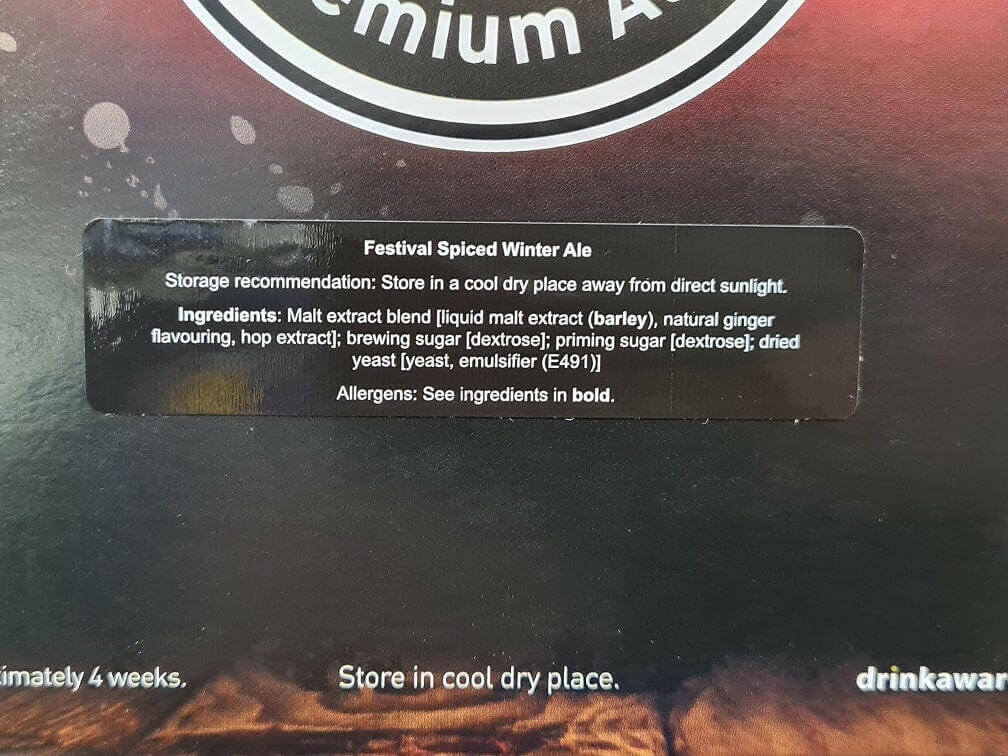 emium A
Festival Spiced Winter Ale
Storage recommendation: Store in a cool dry place away from direct sunlight.
Ingredients: Malt extract blend [liquid malt extract (barley), natural ginger
flavouring, hop extract]; brewing sugar [dextrose]; priming sugar [dextrose]; dried
yeast [yeast, emulsifier (E491)]
Allergens: See ingredients in bold.
imately 4 weeks. Store in cool dry place. drinkawar